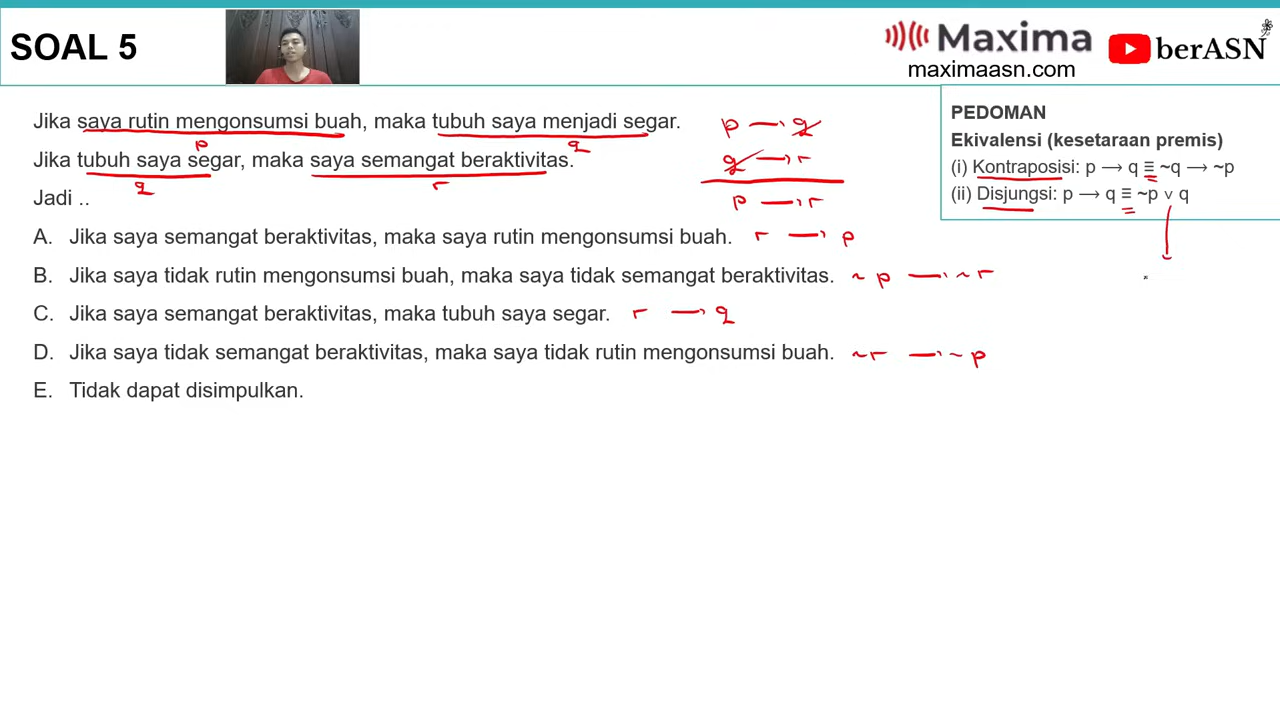 SOAL 5
Maxima
berASN
maximaasn.com
Jika saya rutin mengonsumsi buah, maka tubuh saya menjadi segar.
p
q
p → q
Jika tubuh saya segar, maka saya semangat beraktivitas.
q
r
q → r
p → r
Jadi ..
A. Jika saya semangat beraktivitas, maka saya rutin mengonsumsi buah. r → p
B. Jika saya tidak rutin mengonsumsi buah, maka saya tidak semangat beraktivitas. ~p → ~r
C. Jika saya semangat beraktivitas, maka tubuh saya segar. r → q
D. Jika saya tidak semangat beraktivitas, maka saya tidak rutin mengonsumsi buah. ~r → ~p
E. Tidak dapat disimpulkan.
PEDOMAN
Ekivalensi (kesetaraan premis)
(i) Kontraposisi: p → q ≡ ~q → ~p
(ii) Disjungsi: p → q ≡ ~p ∨ q